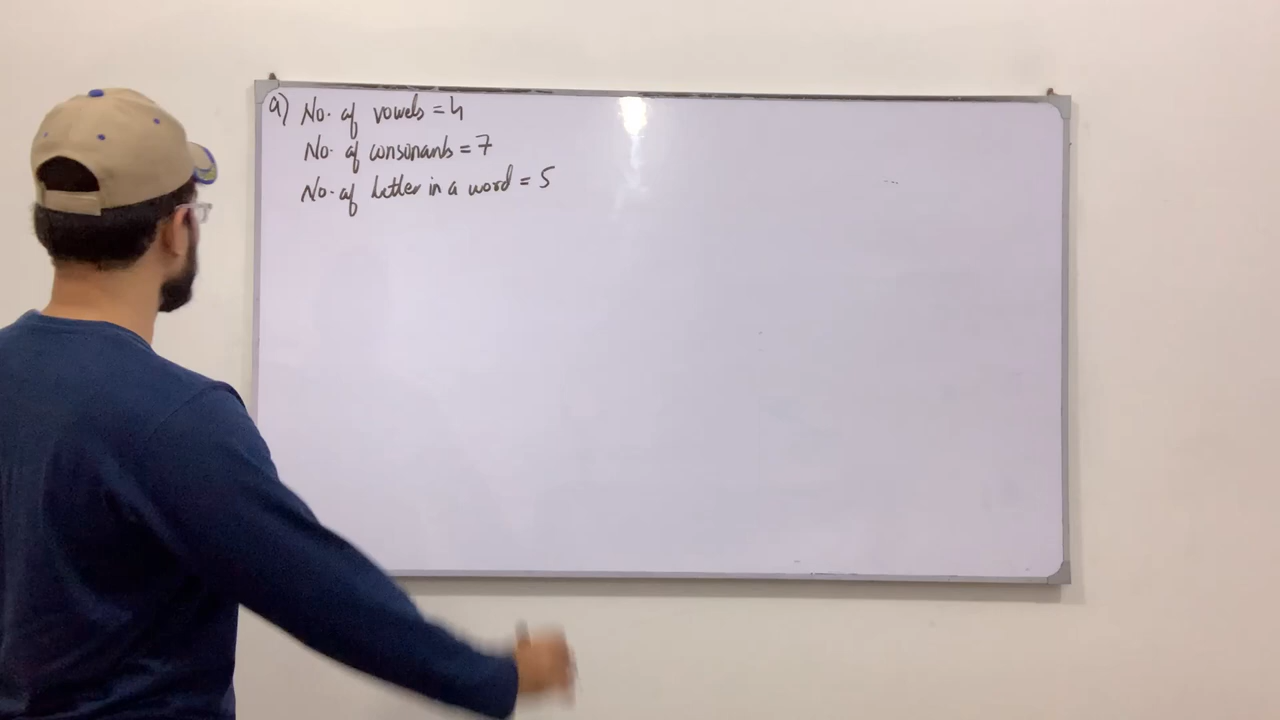 a) No. of vowels = 4
No. of consonants = 7
No. of letter in a word = 5